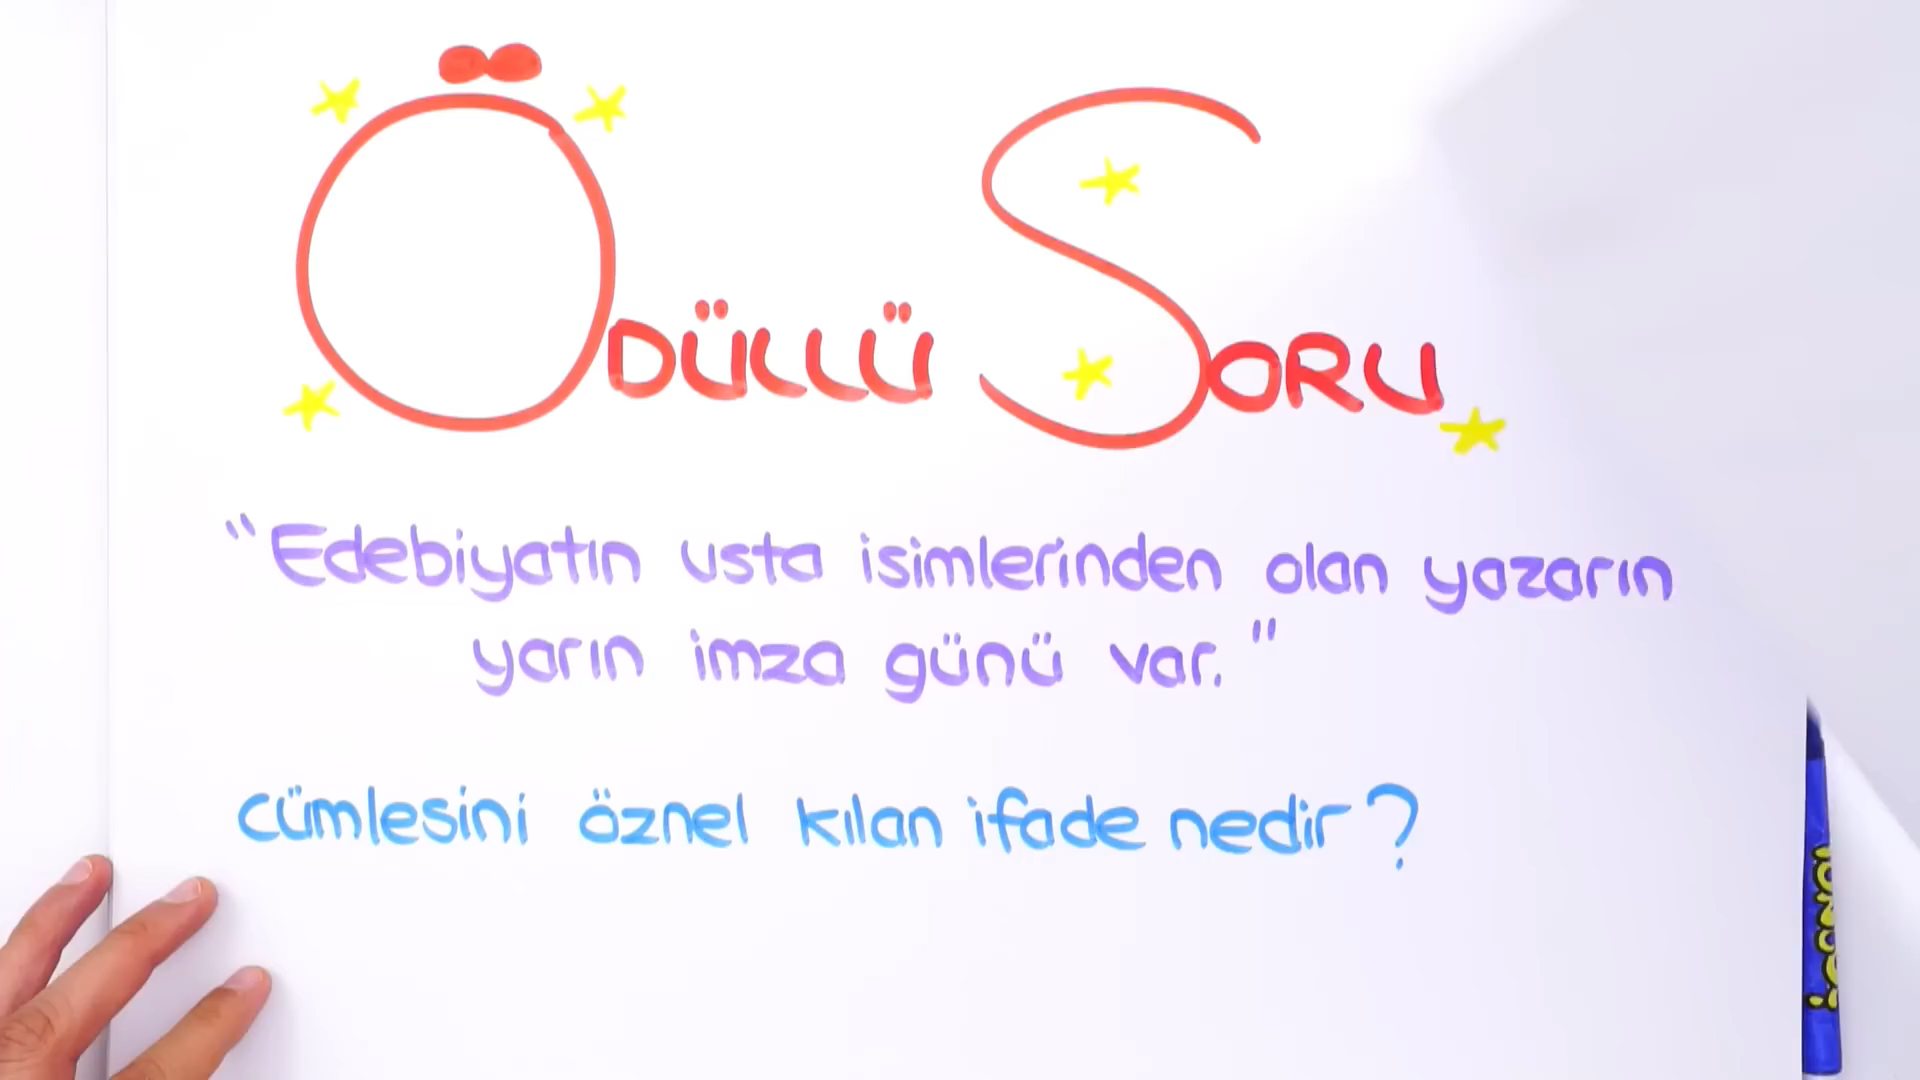 ÖDÜLLÜ SORU
"Edebiyatın usta isimlerinden olan yazarın
yarın imza günü var."
cümlesini öznel kılan ifade nedir?